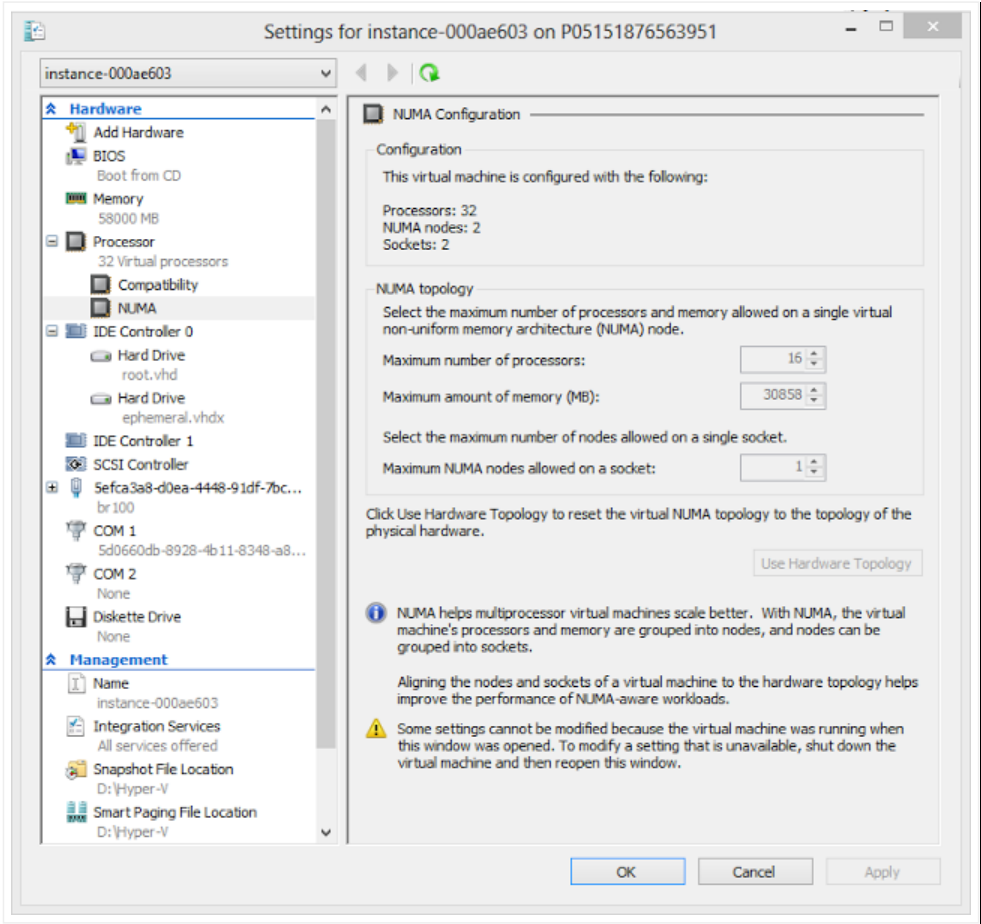 Settings for instance-000ae603 on P05151876563951
instance-000ae603
Hardware
Add Hardware
BIOS
Boot from CD
Memory
58000 MB
Processor
32 Virtual processors
Compatibility
NUMA
IDE Controller 0
Hard Drive
root.vhd
Hard Drive
ephemeral.vhdx
IDE Controller 1
SCSI Controller
5efca3a8-d0ea-4448-91df-7bc...
br100
COM 1
5d0660db-8928-4b11-8348-a8...
COM 2
None
Diskette Drive
None
Management
Name
instance-000ae603
Integration Services
All services offered
Snapshot File Location
D:\Hyper-V
Smart Paging File Location
D:\Hyper-V
NUMA Configuration
Configuration
This virtual machine is configured with the following:
Processors: 32
NUMA nodes: 2
Sockets: 2
NUMA topology
Select the maximum number of processors and memory allowed on a single virtual
non-uniform memory architecture (NUMA) node.
Maximum number of processors: 16
Maximum amount of memory (MB): 30858
Select the maximum number of nodes allowed on a single socket.
Maximum NUMA nodes allowed on a socket: 1
Click Use Hardware Topology to reset the virtual NUMA topology to the topology of the
physical hardware.
Use Hardware Topology
NUMA helps multiprocessor virtual machines scale better. With NUMA, the virtual
machine's processors and memory are grouped into nodes, and nodes can be
grouped into sockets.
Aligning the nodes and sockets of a virtual machine to the hardware topology helps
improve the performance of NUMA-aware workloads.
Some settings cannot be modified because the virtual machine was running when
this window was opened. To modify a setting that is unavailable, shut down the
virtual machine and then reopen this window.
OK Cancel Apply